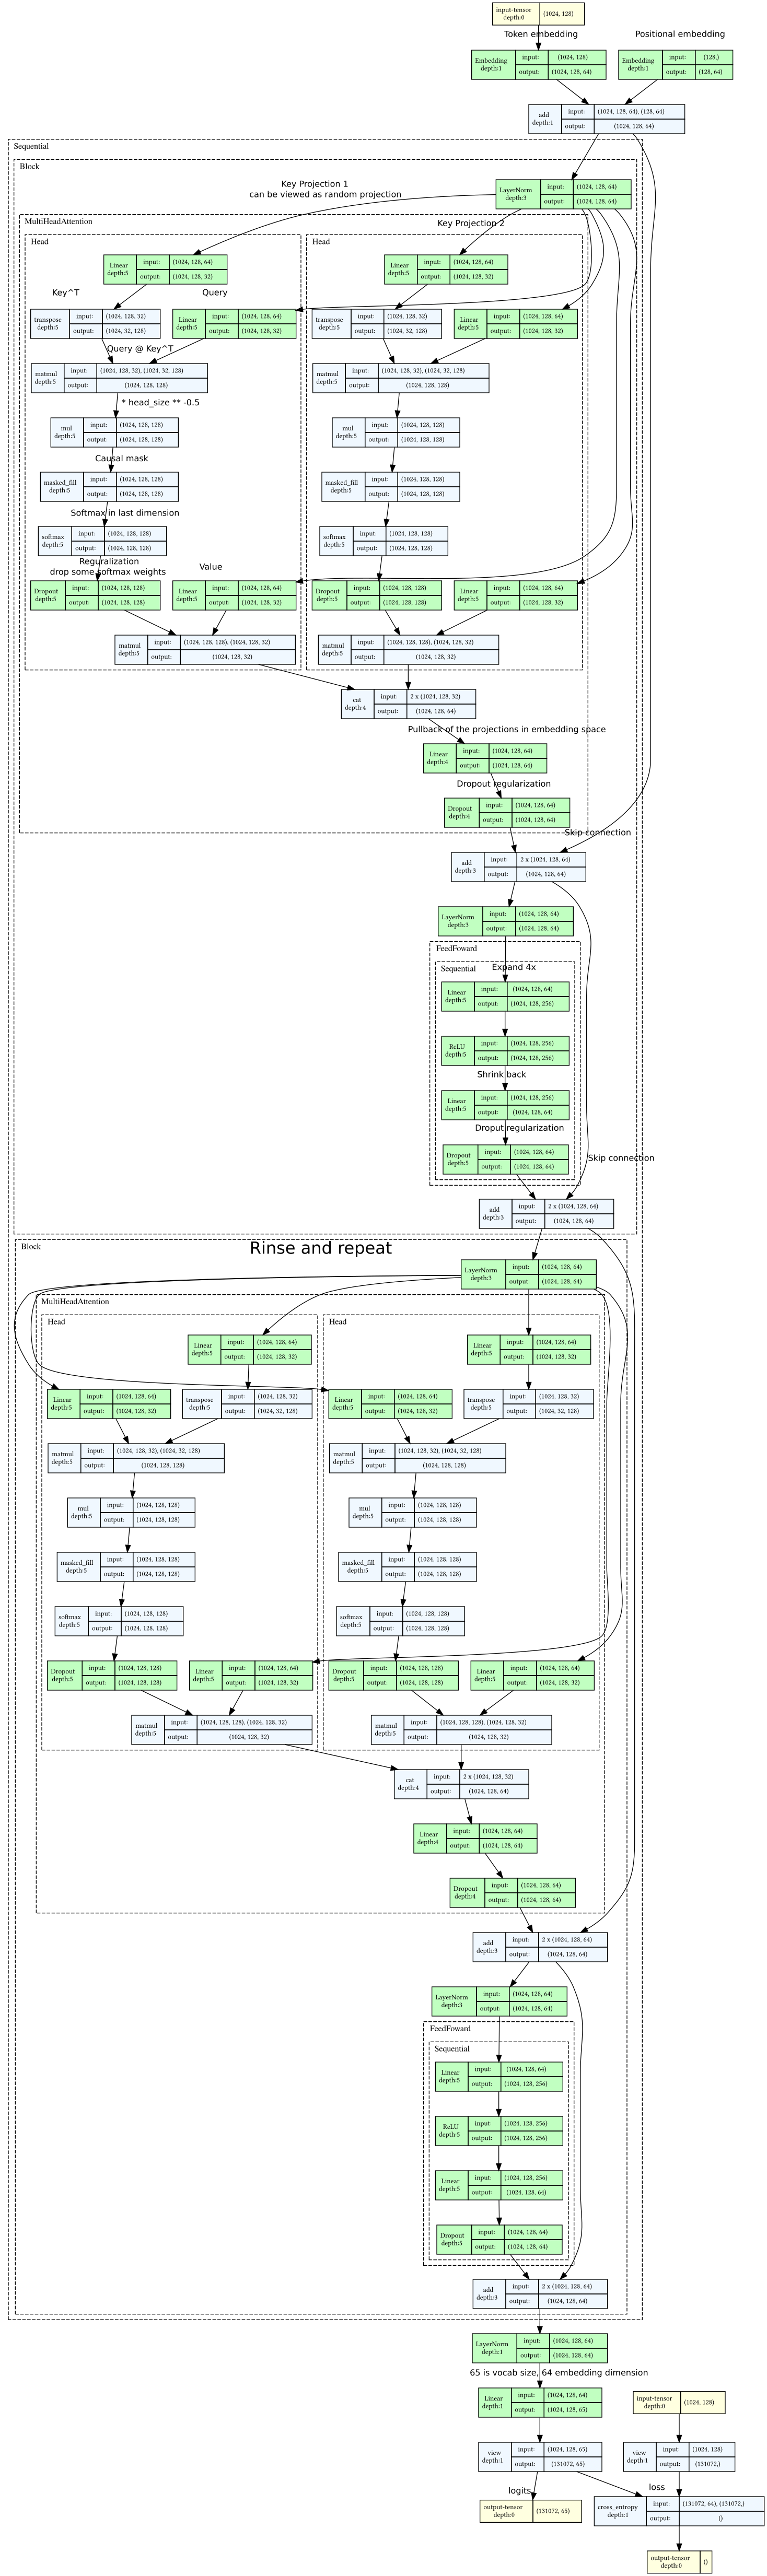 input-tensor
depth:0
(1024, 128)
Token embedding
Positional embedding
Embedding
depth:1
input:
(1024, 128)
output:
(1024, 128, 64)
Embedding
depth:1
input:
(128,)
output:
(128, 64)
add
depth:1
input:
(1024, 128, 64), (128, 64)
output:
(1024, 128, 64)
Sequential
Block
Key Projection 1
can be viewed as random projection
LayerNorm
depth:3
input:
(1024, 128, 64)
output:
(1024, 128, 64)
MultiHeadAttention
Key Projection 2
Head
Head
Linear
depth:5
input:
(1024, 128, 64)
output:
(1024, 128, 32)
Linear
depth:5
input:
(1024, 128, 64)
output:
(1024, 128, 32)
Key^T
Query
transpose
depth:5
input:
(1024, 128, 32)
output:
(1024, 32, 128)
Linear
depth:5
input:
(1024, 128, 64)
output:
(1024, 128, 32)
transpose
depth:5
input:
(1024, 128, 32)
output:
(1024, 32, 128)
Linear
depth:5
input:
(1024, 128, 64)
output:
(1024, 128, 32)
Query @ Key^T
matmul
depth:5
input:
(1024, 128, 32), (1024, 32, 128)
output:
(1024, 128, 128)
matmul
depth:5
input:
(1024, 128, 32), (1024, 32, 128)
output:
(1024, 128, 128)
* head_size ** -0.5
mul
depth:5
input:
(1024, 128, 128)
output:
(1024, 128, 128)
mul
depth:5
input:
(1024, 128, 128)
output:
(1024, 128, 128)
Causal mask
masked_fill
depth:5
input:
(1024, 128, 128)
output:
(1024, 128, 128)
masked_fill
depth:5
input:
(1024, 128, 128)
output:
(1024, 128, 128)
Softmax in last dimension
softmax
depth:5
input:
(1024, 128, 128)
output:
(1024, 128, 128)
softmax
depth:5
input:
(1024, 128, 128)
output:
(1024, 128, 128)
Reguralization
drop some softmax weights
Value
Dropout
depth:5
input:
(1024, 128, 128)
output:
(1024, 128, 128)
Linear
depth:5
input:
(1024, 128, 64)
output:
(1024, 128, 32)
Dropout
depth:5
input:
(1024, 128, 128)
output:
(1024, 128, 128)
Linear
depth:5
input:
(1024, 128, 64)
output:
(1024, 128, 32)
matmul
depth:5
input:
(1024, 128, 128), (1024, 128, 32)
output:
(1024, 128, 32)
matmul
depth:5
input:
(1024, 128, 128), (1024, 128, 32)
output:
(1024, 128, 32)
cat
depth:4
input:
2 x (1024, 128, 32)
output:
(1024, 128, 64)
Pullback of the projections in embedding space
Linear
depth:4
input:
(1024, 128, 64)
output:
(1024, 128, 64)
Dropout regularization
Dropout
depth:4
input:
(1024, 128, 64)
output:
(1024, 128, 64)
Skip connection
add
depth:3
input:
2 x (1024, 128, 64)
output:
(1024, 128, 64)
LayerNorm
depth:3
input:
(1024, 128, 64)
output:
(1024, 128, 64)
FeedFoward
Sequential
Expand 4x
Linear
depth:5
input:
(1024, 128, 64)
output:
(1024, 128, 256)
ReLU
depth:5
input:
(1024, 128, 256)
output:
(1024, 128, 256)
Shrink back
Linear
depth:5
input:
(1024, 128, 256)
output:
(1024, 128, 64)
Droput regularization
Dropout
depth:5
input:
(1024, 128, 64)
output:
(1024, 128, 64)
Skip connection
add
depth:3
input:
2 x (1024, 128, 64)
output:
(1024, 128, 64)
Block
Rinse and repeat
LayerNorm
depth:3
input:
(1024, 128, 64)
output:
(1024, 128, 64)
MultiHeadAttention
Head
Head
Linear
depth:5
input:
(1024, 128, 64)
output:
(1024, 128, 32)
Linear
depth:5
input:
(1024, 128, 64)
output:
(1024, 128, 32)
Linear
depth:5
input:
(1024, 128, 64)
output:
(1024, 128, 32)
transpose
depth:5
input:
(1024, 128, 32)
output:
(1024, 32, 128)
Linear
depth:5
input:
(1024, 128, 64)
output:
(1024, 128, 32)
transpose
depth:5
input:
(1024, 128, 32)
output:
(1024, 32, 128)
matmul
depth:5
input:
(1024, 128, 32), (1024, 32, 128)
output:
(1024, 128, 128)
matmul
depth:5
input:
(1024, 128, 32), (1024, 32, 128)
output:
(1024, 128, 128)
mul
depth:5
input:
(1024, 128, 128)
output:
(1024, 128, 128)
mul
depth:5
input:
(1024, 128, 128)
output:
(1024, 128, 128)
masked_fill
depth:5
input:
(1024, 128, 128)
output:
(1024, 128, 128)
masked_fill
depth:5
input:
(1024, 128, 128)
output:
(1024, 128, 128)
softmax
depth:5
input:
(1024, 128, 128)
output:
(1024, 128, 128)
softmax
depth:5
input:
(1024, 128, 128)
output:
(1024, 128, 128)
Dropout
depth:5
input:
(1024, 128, 128)
output:
(1024, 128, 128)
Linear
depth:5
input:
(1024, 128, 64)
output:
(1024, 128, 32)
Dropout
depth:5
input:
(1024, 128, 128)
output:
(1024, 128, 128)
Linear
depth:5
input:
(1024, 128, 64)
output:
(1024, 128, 32)
matmul
depth:5
input:
(1024, 128, 128), (1024, 128, 32)
output:
(1024, 128, 32)
matmul
depth:5
input:
(1024, 128, 128), (1024, 128, 32)
output:
(1024, 128, 32)
cat
depth:4
input:
2 x (1024, 128, 32)
output:
(1024, 128, 64)
Linear
depth:4
input:
(1024, 128, 64)
output:
(1024, 128, 64)
Dropout
depth:4
input:
(1024, 128, 64)
output:
(1024, 128, 64)
add
depth:3
input:
2 x (1024, 128, 64)
output:
(1024, 128, 64)
LayerNorm
depth:3
input:
(1024, 128, 64)
output:
(1024, 128, 64)
FeedFoward
Sequential
Linear
depth:5
input:
(1024, 128, 64)
output:
(1024, 128, 256)
ReLU
depth:5
input:
(1024, 128, 256)
output:
(1024, 128, 256)
Linear
depth:5
input:
(1024, 128, 256)
output:
(1024, 128, 64)
Dropout
depth:5
input:
(1024, 128, 64)
output:
(1024, 128, 64)
add
depth:3
input:
2 x (1024, 128, 64)
output:
(1024, 128, 64)
LayerNorm
depth:1
input:
(1024, 128, 64)
output:
(1024, 128, 64)
65 is vocab size, 64 embedding dimension
Linear
depth:1
input:
(1024, 128, 64)
output:
(1024, 128, 65)
input-tensor
depth:0
(1024, 128)
view
depth:1
input:
(1024, 128, 65)
output:
(131072, 65)
view
depth:1
input:
(1024, 128)
output:
(131072,)
logits
loss
output-tensor
depth:0
(131072, 65)
cross_entropy
depth:1
input:
(131072, 64), (131072,)
output:
()
output-tensor
depth:0
()